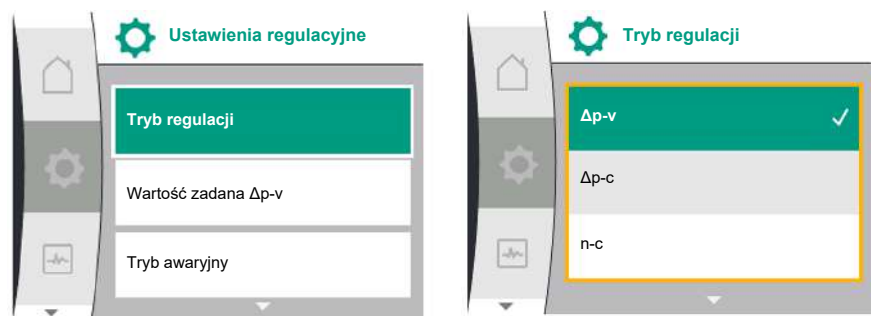 Ustawienia regulacyjne
Tryb regulacji
Wartość zadana Δp-v
Tryb awaryjny
Tryb regulacji
Δp-v
Δp-c
n-c